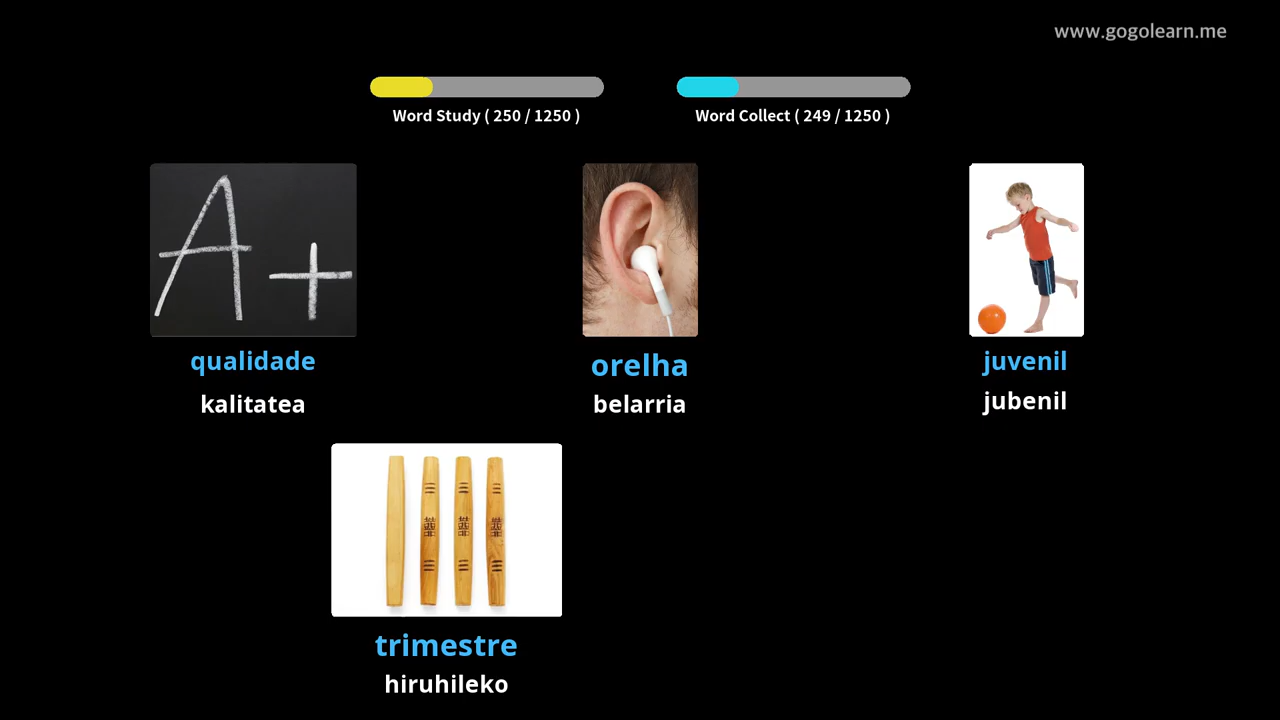 www.gogolearn.me
Word Study ( 250 / 1250 )
Word Collect ( 249 / 1250 )
A+
qualidade
orelha
juvenil
kalitatea
belarria
jubenil
trimestre
hiruhileko